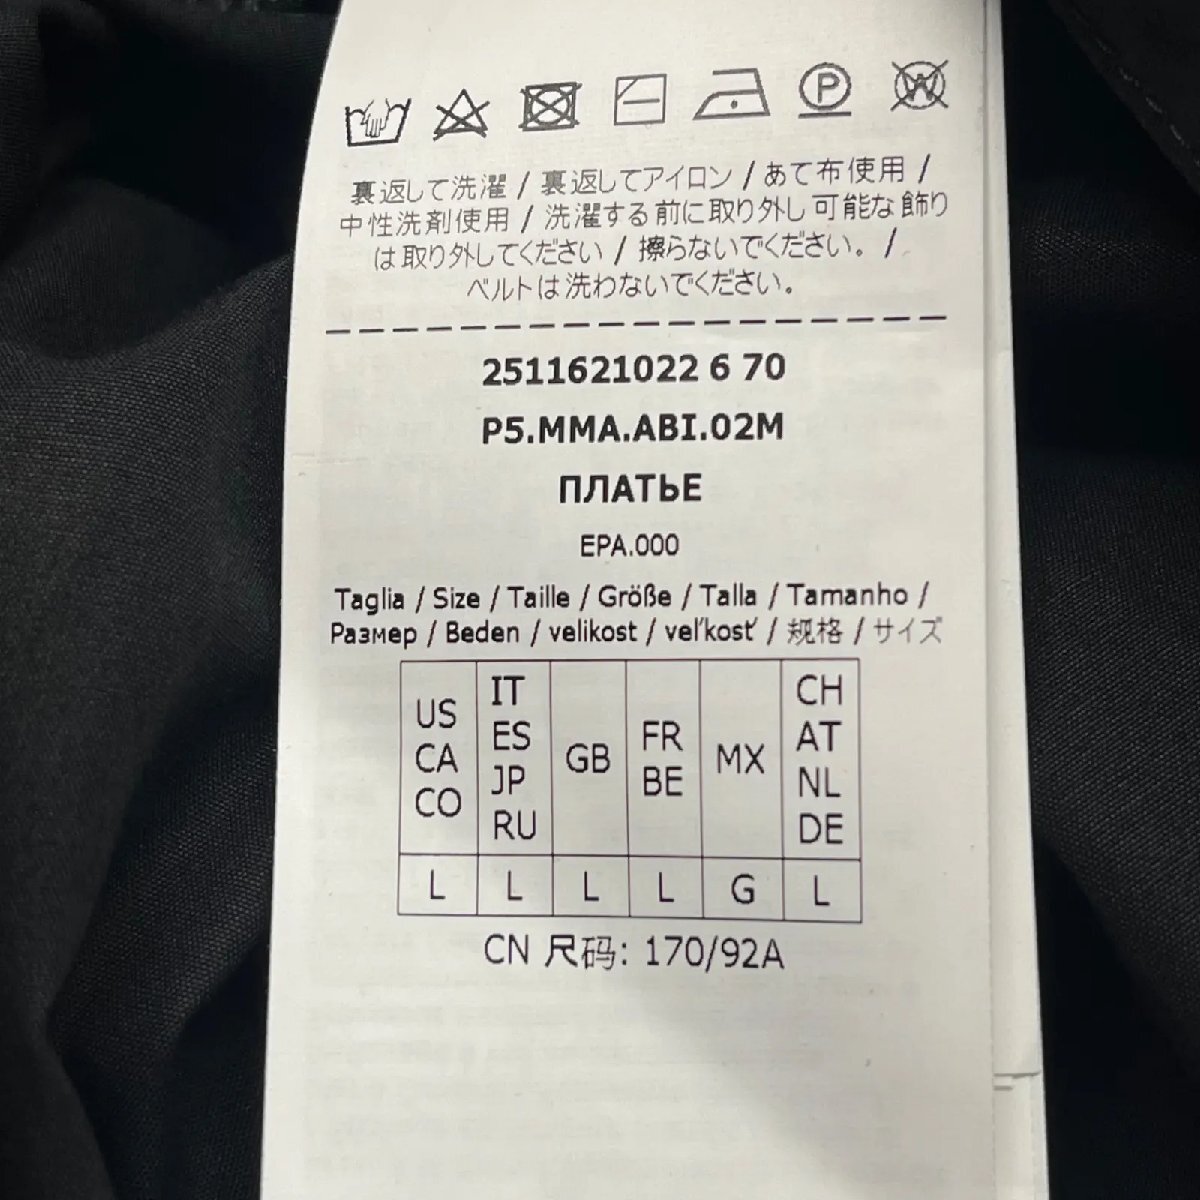 P W
裏返して洗濯 / 裏返してアイロン / あて布使用 /
中性洗剤使用 / 洗濯する前に取り外し可能な飾り
は取り外してください / 擦らないでください。 /
ベルトは洗わないでください。
2511621022 6 70
P5.MMA.ABI.02M
ПЛАТЬЕ
EPA.000
Taglia / Size / Taille / Größe / Talla / Tamanho /
Размер / Beden / velikost / veľkosť / 规格 / サイズ
US CA CO IT ES JP RU GB FR BE MX CH AT NL DE
L L L L G L
CN 尺码: 170/92A